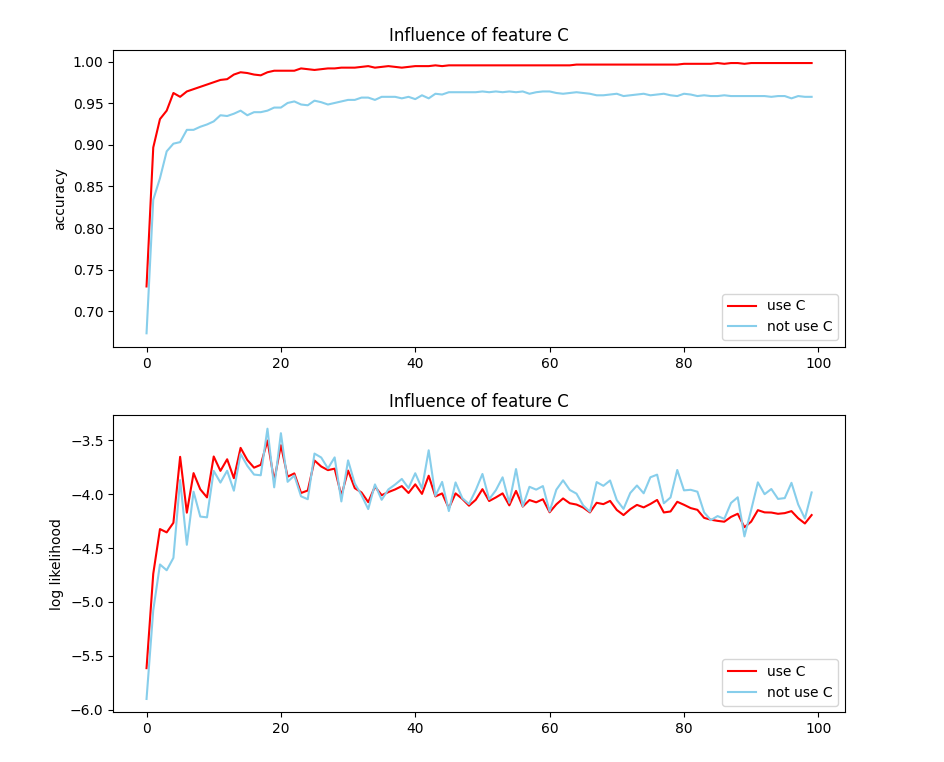 Influence of feature C
accuracy
1.00
0.95
0.90
0.85
0.80
0.75
0.70
use C
not use C
0 20 40 60 80 100
Influence of feature C
log likelihood
−3.5
−4.0
−4.5
−5.0
−5.5
−6.0
use C
not use C
0 20 40 60 80 100